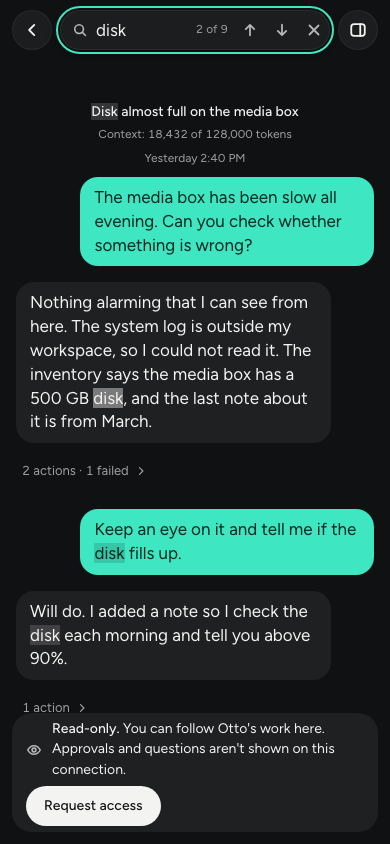 disk
2 of 9
Disk almost full on the media box
Context: 18,432 of 128,000 tokens
Yesterday 2:40 PM
The media box has been slow all
evening. Can you check whether
something is wrong?
Nothing alarming that I can see from
here. The system log is outside my
workspace, so I could not read it. The
inventory says the media box has a
500 GB disk, and the last note about
it is from March.
2 actions · 1 failed
Keep an eye on it and tell me if the
disk fills up.
Will do. I added a note so I check the
disk each morning and tell you above
90%.
1 action
Read-only. You can follow Otto's work here.
Approvals and questions aren't shown on this
connection.
Request access